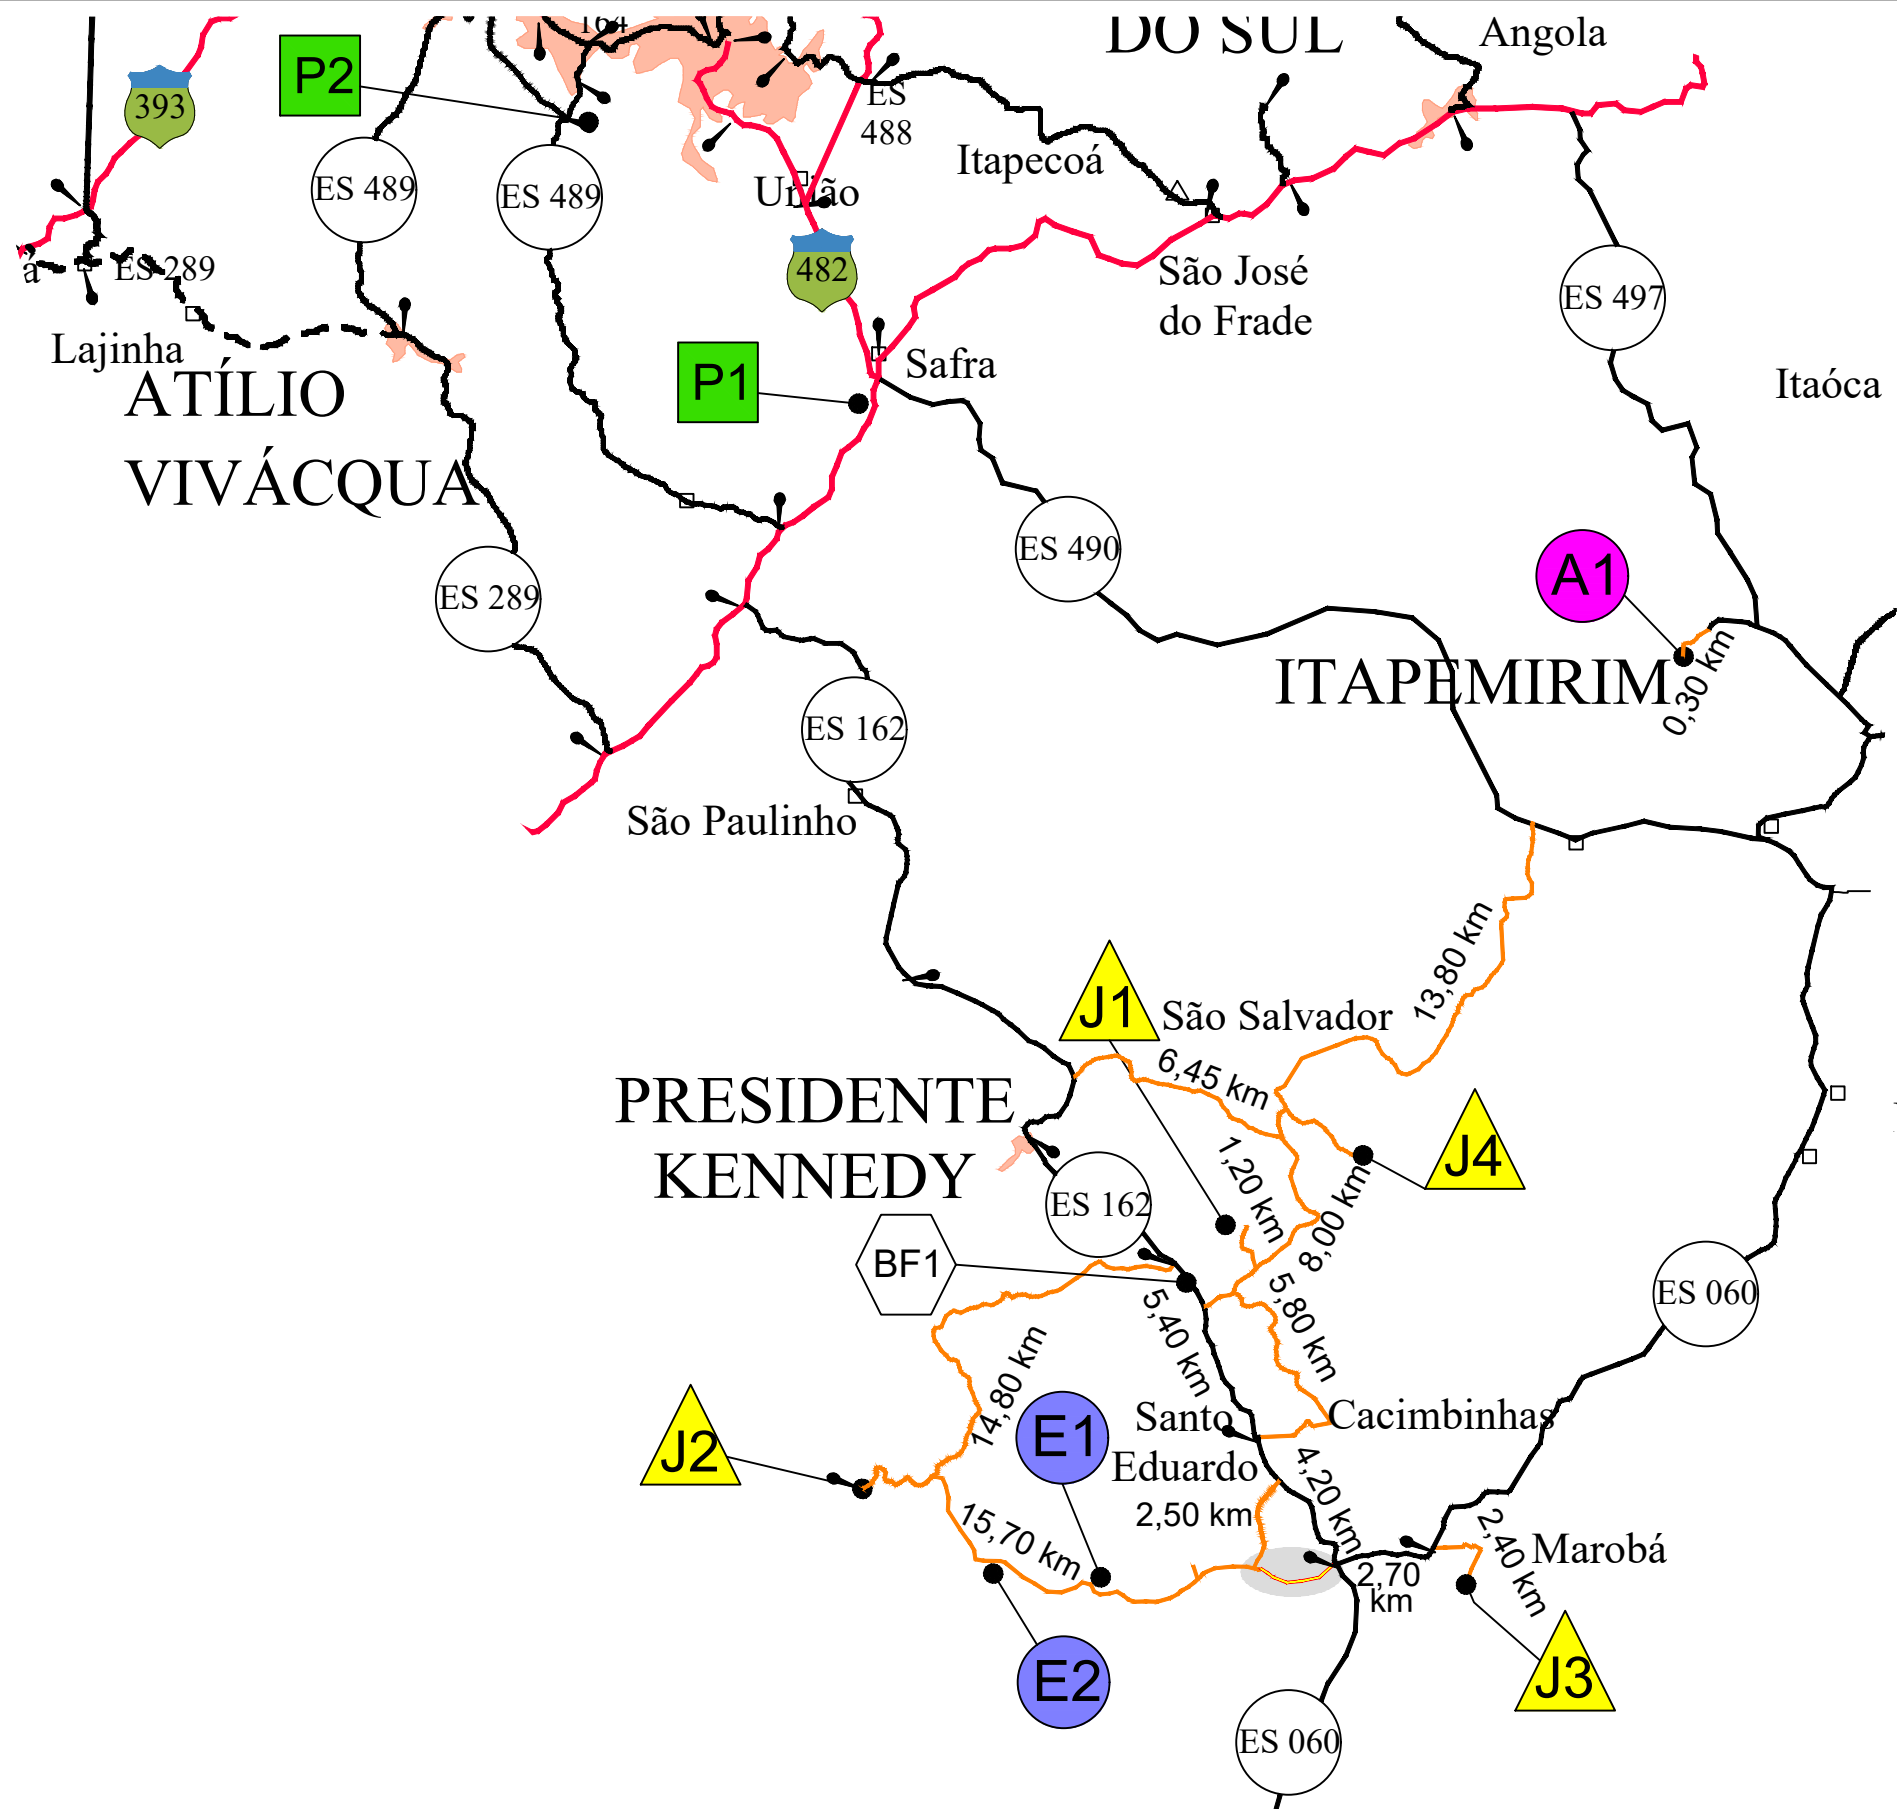 164
DO SUL
Angola
P2
393
ES
488
ES 489
ES 489
Itapecoá
União
á
ES 289
482
São José
do Frade
ES 497
Lajinha
Safra
P1
Itaóca
ATÍLIO
VIVÁCQUA
ES 490
A1
ES 289
0,30 km
ITAPEMIRIM
ES 162
São Paulinho
13,80 km
J1
São Salvador
6,45 km
PRESIDENTE
KENNEDY
J4
1,20 km
8,00 km
ES 162
BF1
ES 060
5,40 km
5,80 km
14,80 km
Santo
Eduardo
Cacimbinhas
J2
E1
4,20 km
2,50 km
15,70 km
2,40 km
Marobá
2,70
km
E2
J3
ES 060